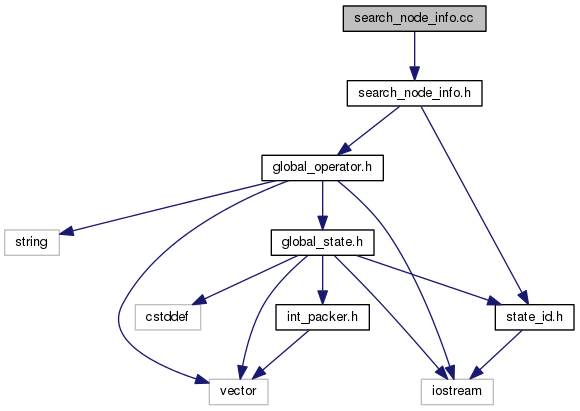 search_node_info.cc
search_node_info.h
global_operator.h
string
global_state.h
cstddef
int_packer.h
state_id.h
vector
iostream